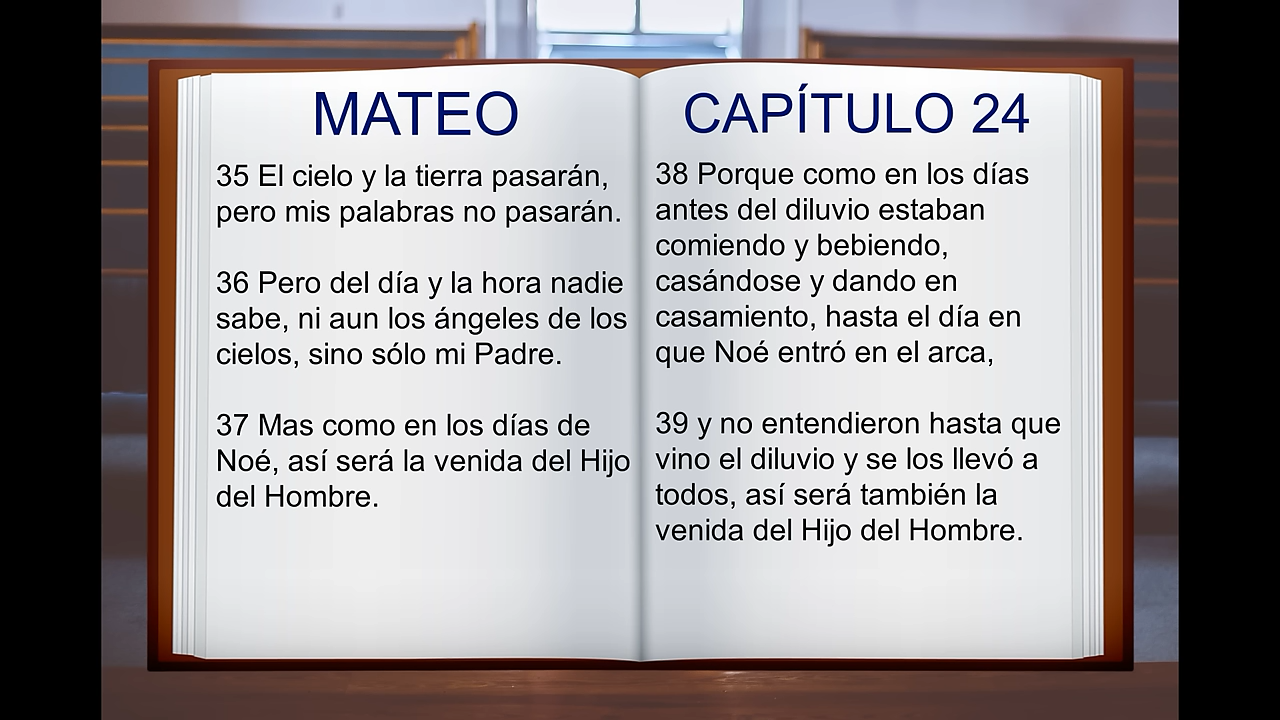 MATEO
35 El cielo y la tierra pasarán,
pero mis palabras no pasarán.
36 Pero del día y la hora nadie
sabe, ni aun los ángeles de los
cielos, sino sólo mi Padre.
37 Mas como en los días de
Noé, así será la venida del Hijo
del Hombre.
CAPÍTULO 24
38 Porque como en los días
antes del diluvio estaban
comiendo y bebiendo,
casándose y dando en
casamiento, hasta el día en
que Noé entró en el arca,
39 y no entendieron hasta que
vino el diluvio y se los llevó a
todos, así será también la
venida del Hijo del Hombre.